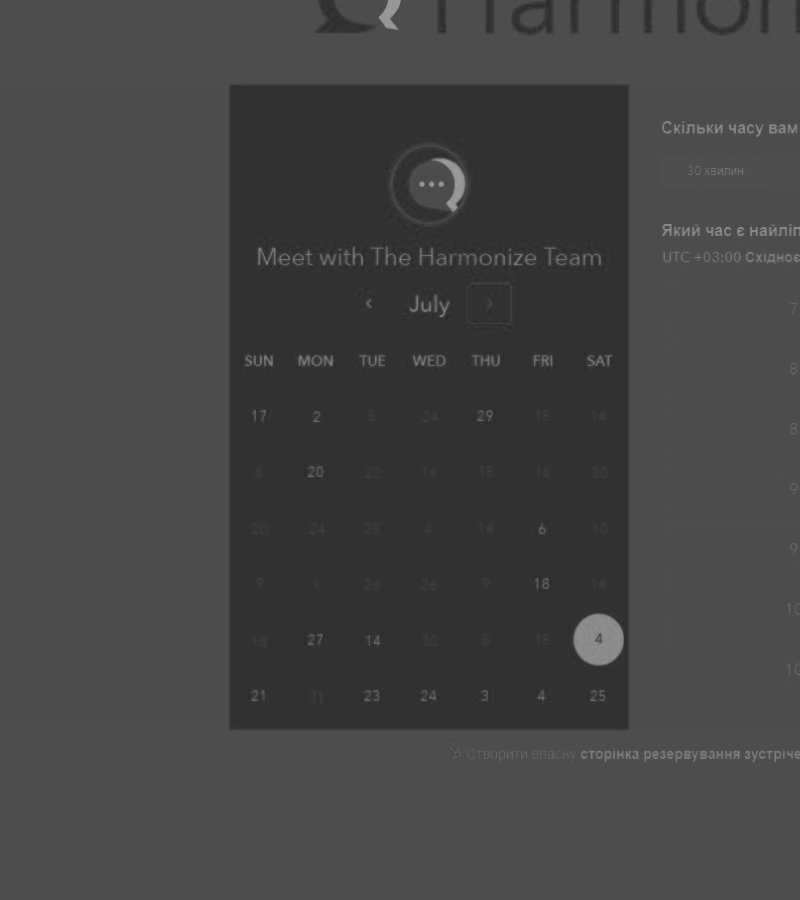 Harmon
Скільки часу вам
30 хвилин
Який час є найліп
UTC +03:00 Східноє
Meet with The Harmonize Team
‹ July ›
SUN MON TUE WED THU FRI SAT
17 2 5 24 29 15 14
6 20 22 14 15 16 30
20 24 25 4 14 6 10
9 1 26 26 9 18 14
13 27 14 30 8 15 4
21 31 23 24 3 4 25
7
8
8
9
9
10
10
Створити власну сторінка резервування зустріче